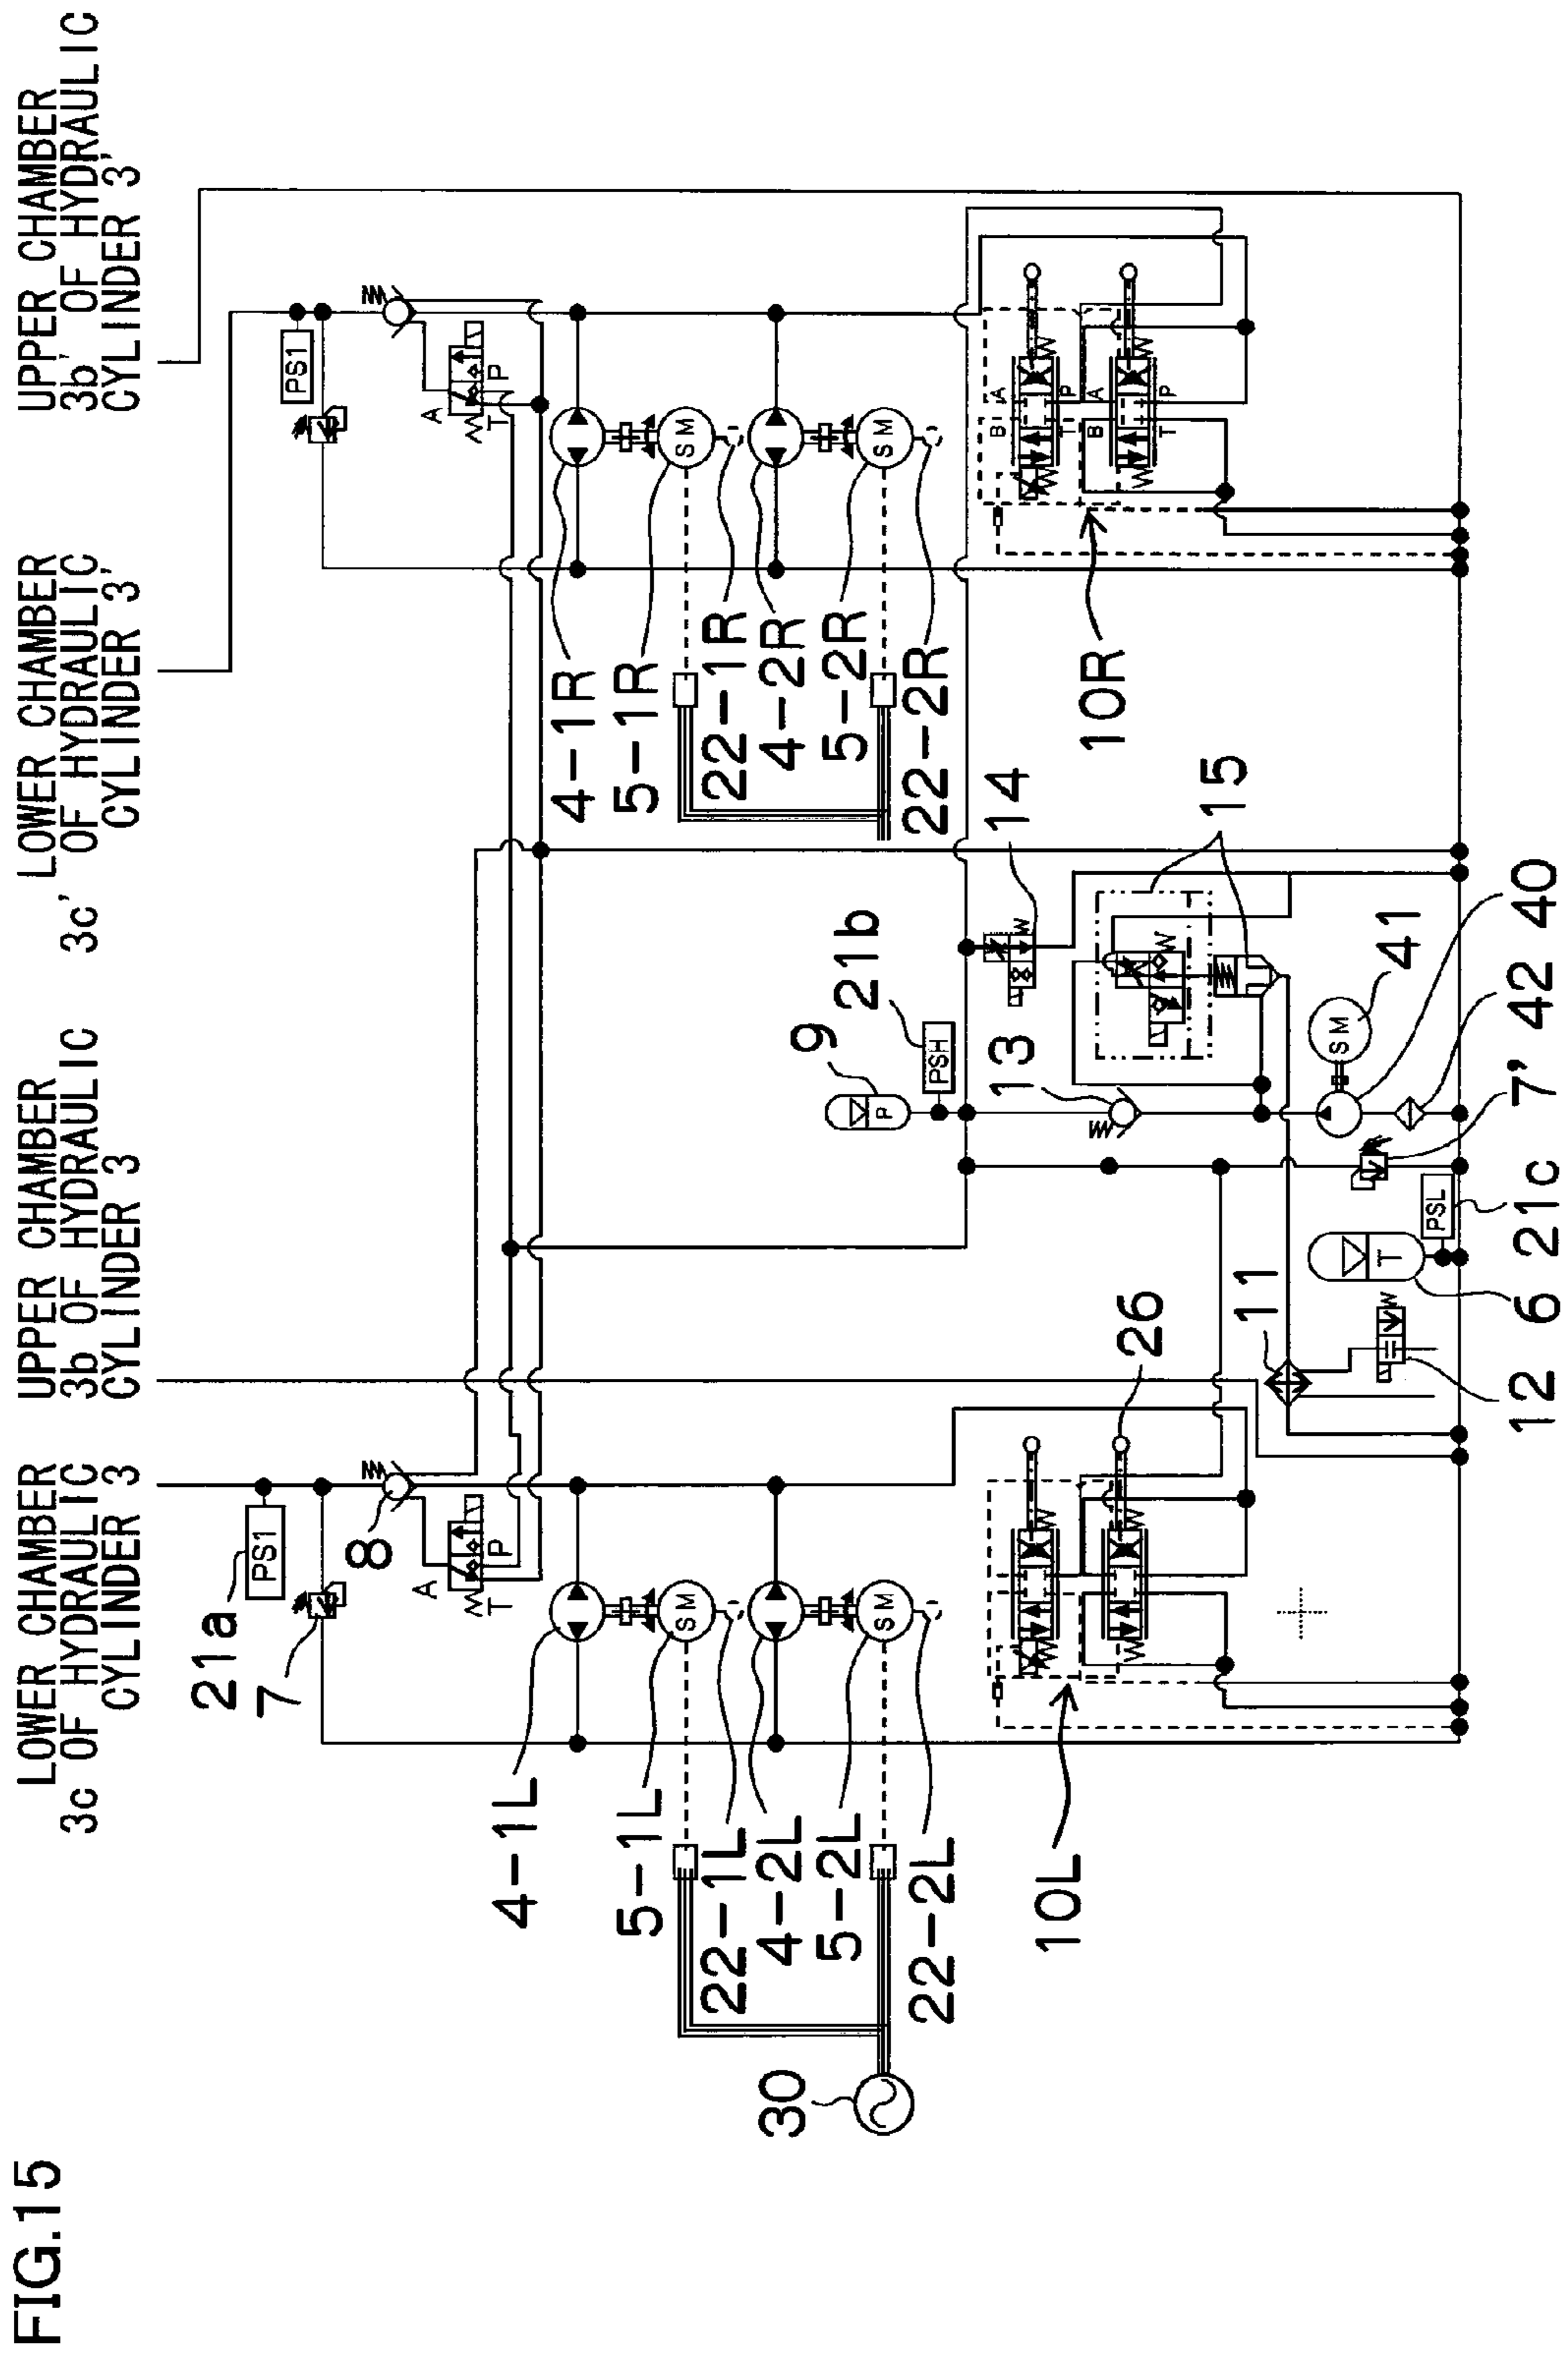 FIG.15
LOWER CHAMBER
3c OF HYDRAULIC
CYLINDER 3
UPPER CHAMBER
3b OF HYDRAULIC
CYLINDER 3
LOWER CHAMBER
3c' OF HYDRAULIC
CYLINDER 3'
UPPER CHAMBER
3b' OF HYDRAULIC
CYLINDER 3'
21a
PS1
PS1
7
8
A
P
T
A
P
T
4-1L
5-1L
S M
22-1L
4-2L
5-2L
S M
22-2L
30
4-1R
5-1R
S M
22-1R
4-2R
5-2R
S M
22-2R
9
P
21b
PSH
13
14
15
10L
26
10R
B
A
T
P
B
A
T
P
11
12
6
T
21c
PSL
7'
42
40
41
S M